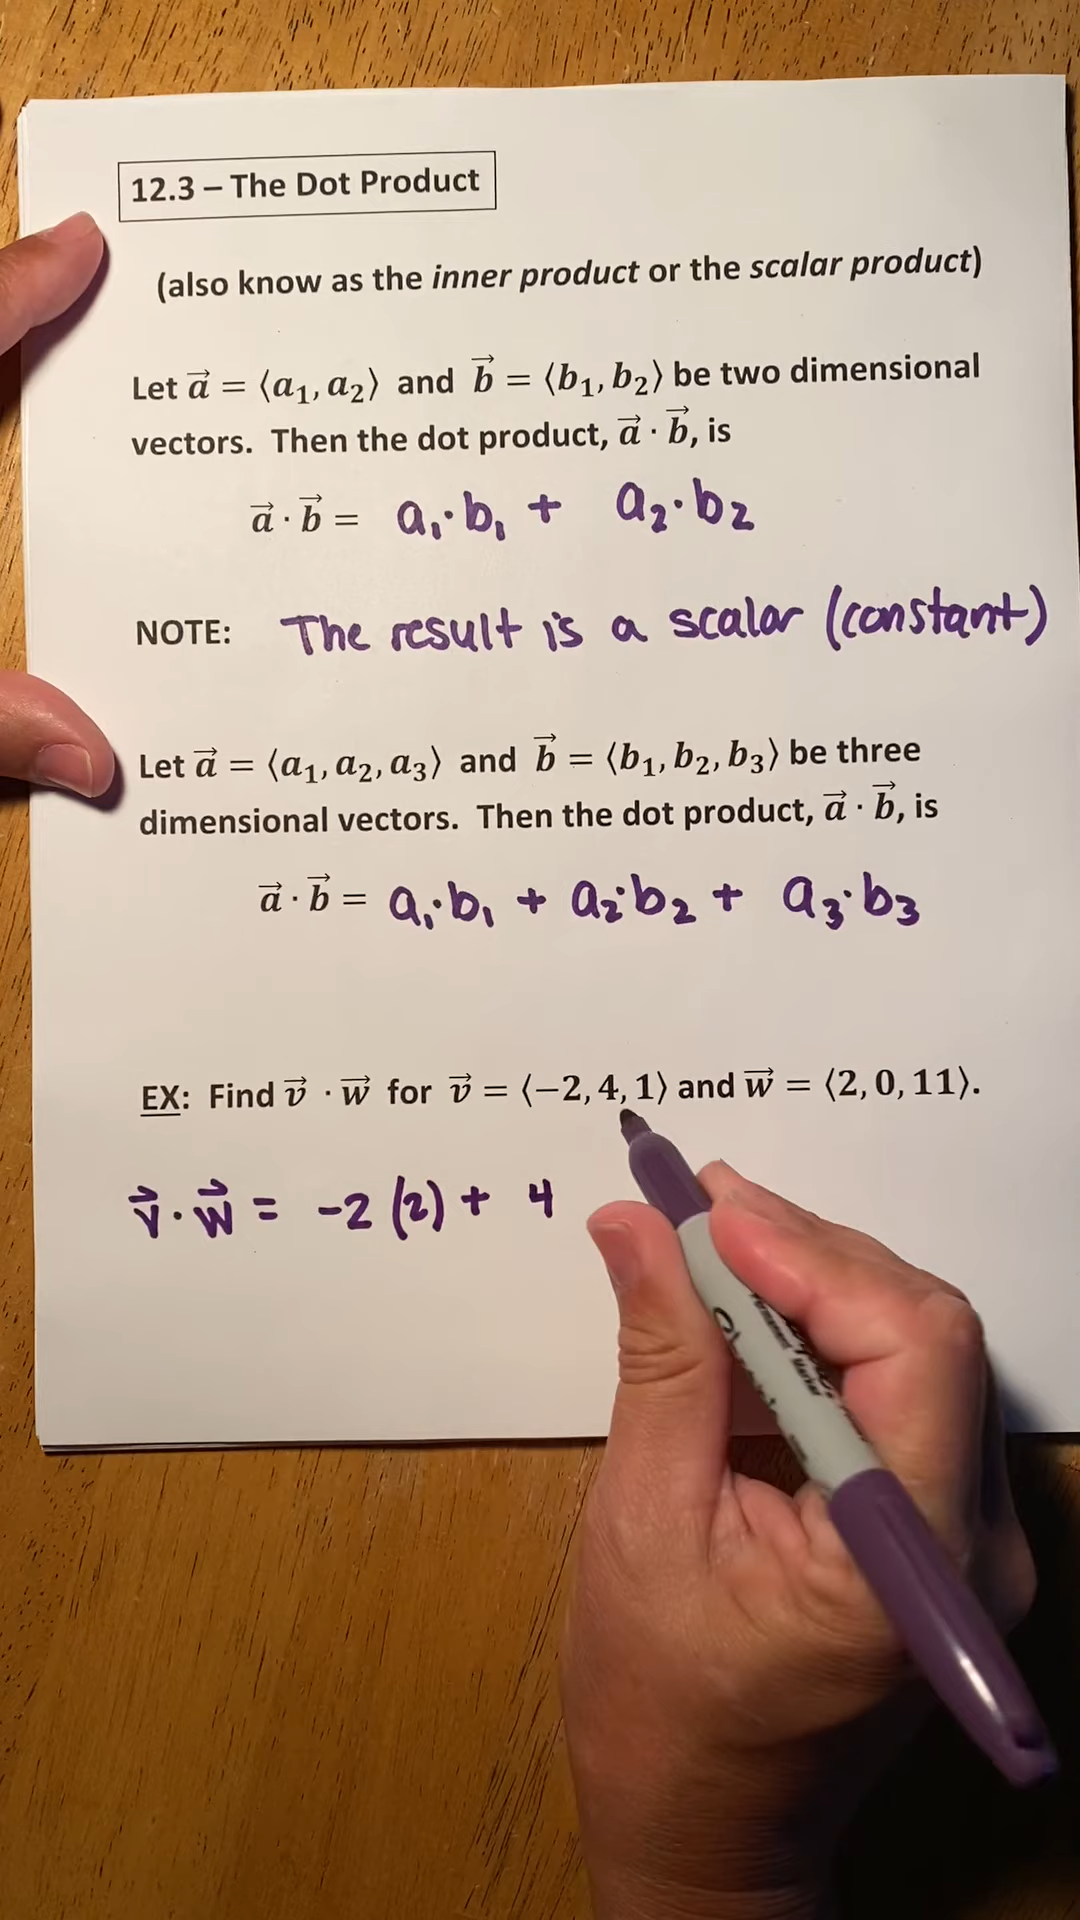 12.3 – The Dot Product
(also know as the inner product or the scalar product)
Let a⃗ = ⟨a₁, a₂⟩ and b⃗ = ⟨b₁, b₂⟩ be two dimensional
vectors. Then the dot product, a⃗ · b⃗, is
a⃗ · b⃗ = a₁·b₁ + a₂·b₂
NOTE: The result is a scalar (constant)
Let a⃗ = ⟨a₁, a₂, a₃⟩ and b⃗ = ⟨b₁, b₂, b₃⟩ be three
dimensional vectors. Then the dot product, a⃗ · b⃗, is
a⃗ · b⃗ = a₁·b₁ + a₂·b₂ + a₃·b₃
EX: Find v⃗ · w⃗ for v⃗ = ⟨−2, 4, 1⟩ and w⃗ = ⟨2, 0, 11⟩.
v⃗ · w⃗ = -2(2) + 4